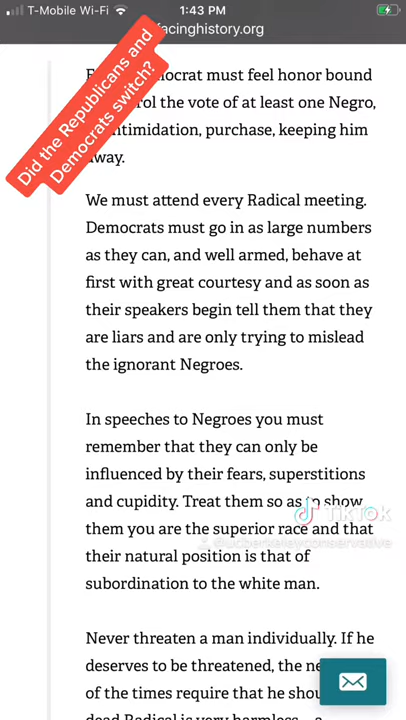 T-Mobile Wi-Fi 1:43 PM
facinghistory.org
Did the Republicans and
Democrats switch?
must feel honor bound
the vote of at least one Negro,
purchase, keeping him
away.
We must attend every Radical meeting.
Democrats must go in as large numbers
as they can, and well armed, behave at
first with great courtesy and as soon as
their speakers begin tell them that they
are liars and are only trying to mislead
the ignorant Negroes.
In speeches to Negroes you must
remember that they can only be
influenced by their fears, superstitions
and cupidity. Treat them so as to show
TikTok
them you are the superior race and that
@ucberkeleyconservative
their natural position is that of
subordination to the white man.
Never threaten a man individually. If he
deserves to be threatened, the
of the times require that he
dead Radical is very harmless – a